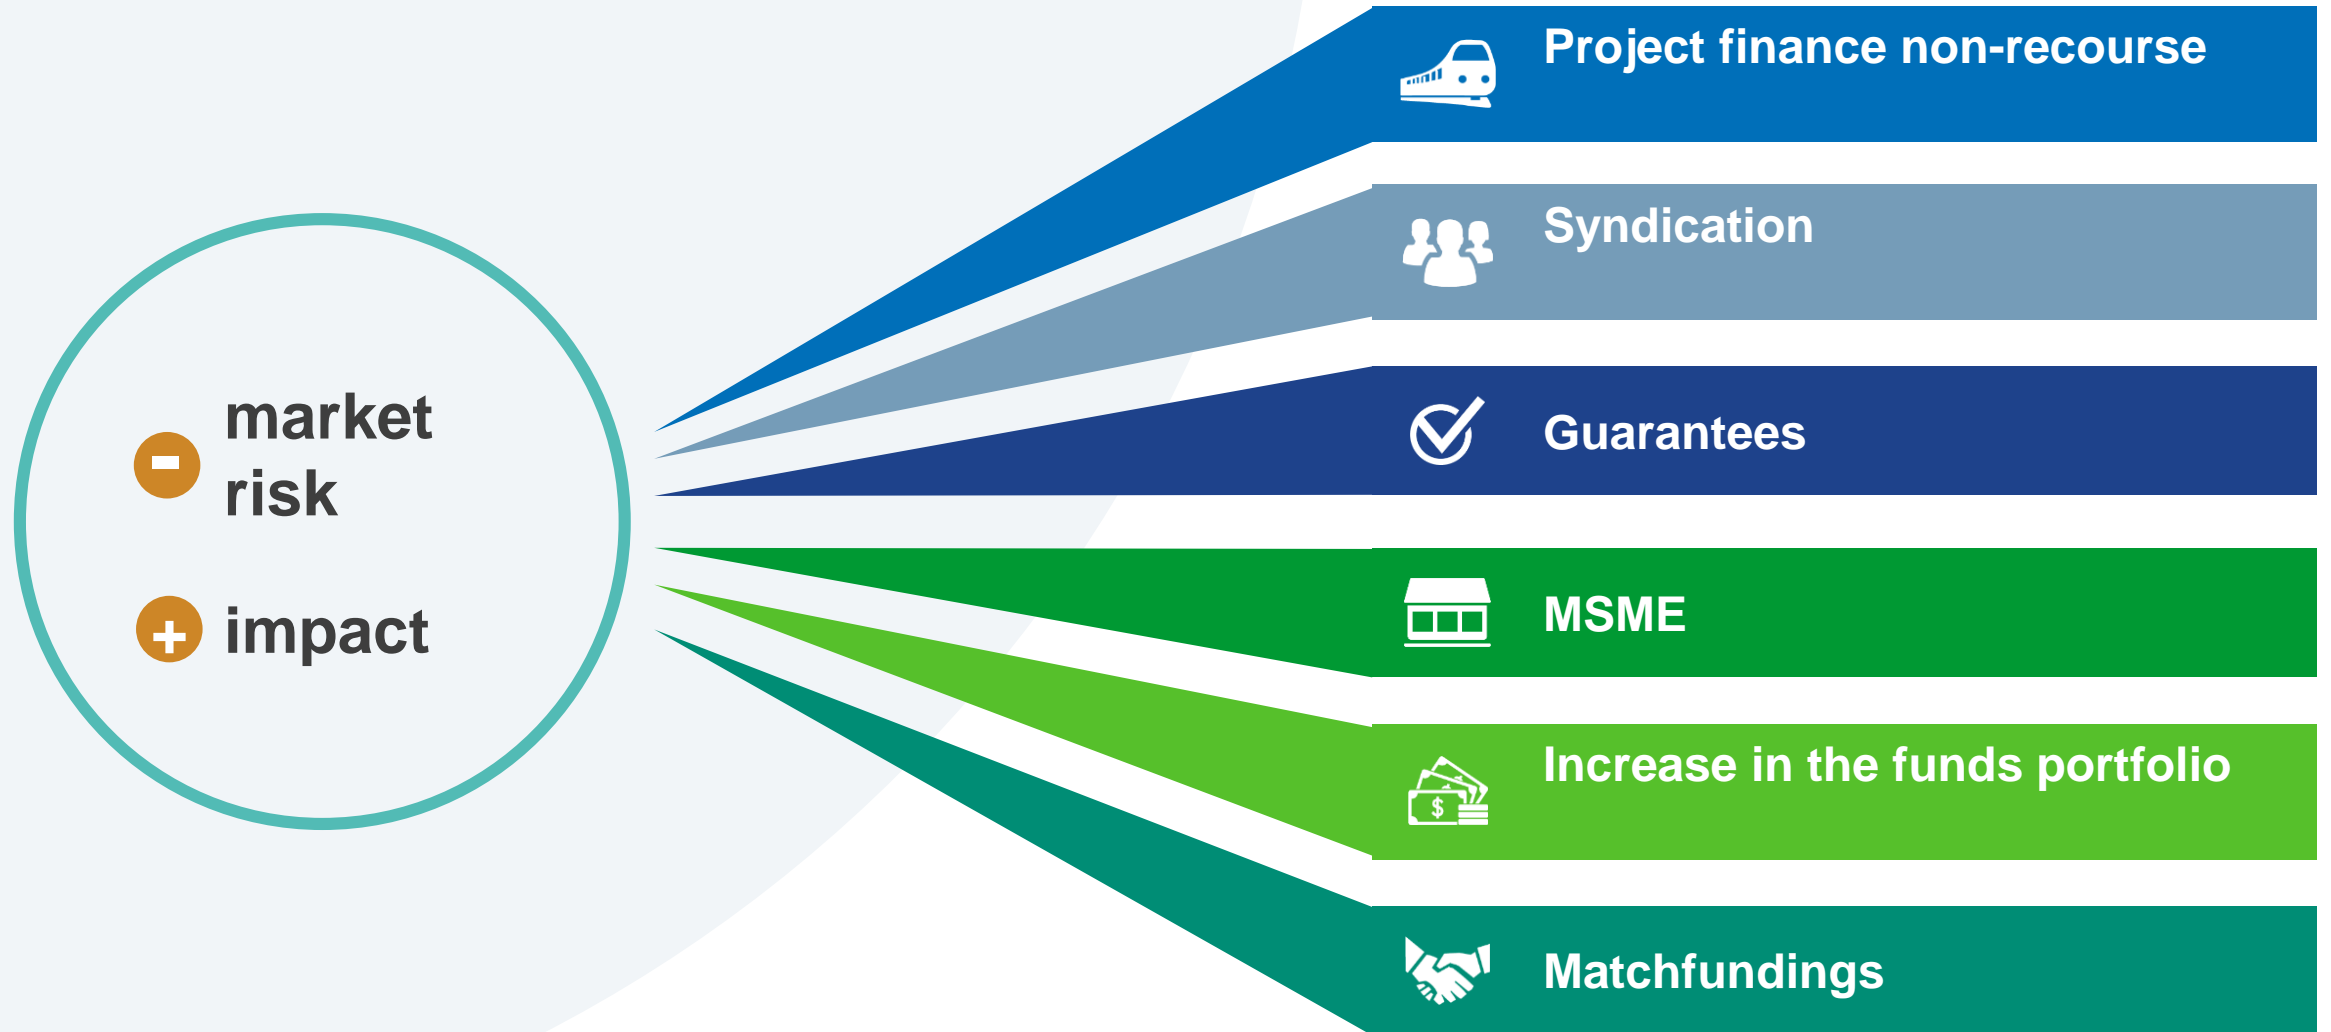 - market
risk
+ impact
Project finance non-recourse
Syndication
Guarantees
MSME
Increase in the funds portfolio
$
Matchfundings